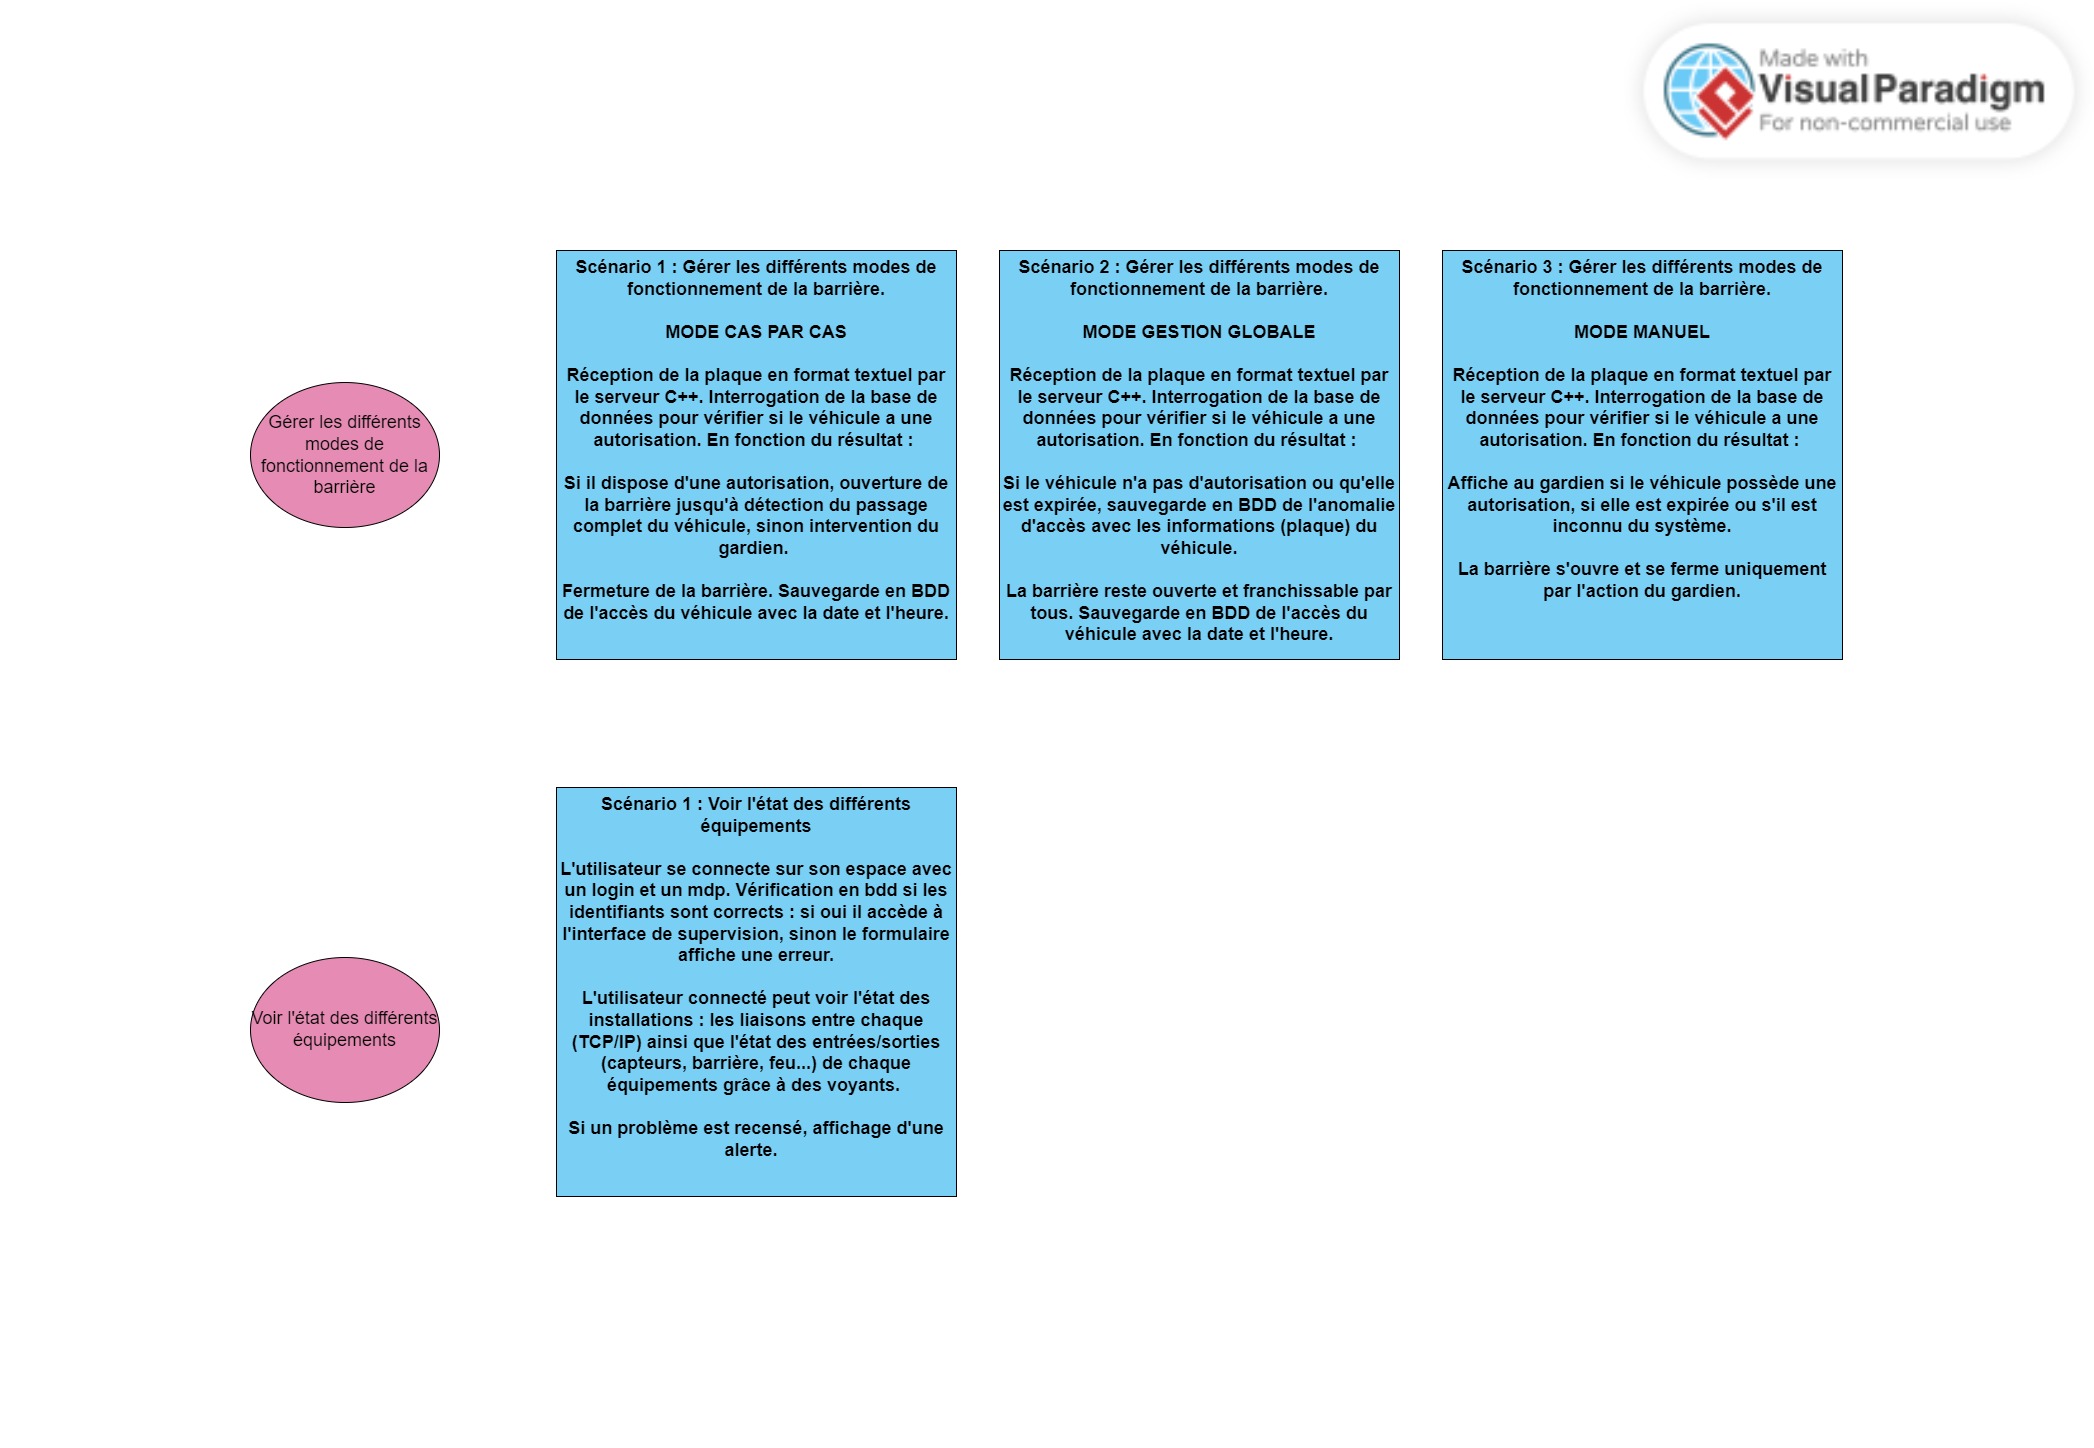 Made with
Visual Paradigm
For non-commercial use
Gérer les différents
modes de
fonctionnement de la
barrière
Scénario 1 : Gérer les différents modes de
fonctionnement de la barrière.
MODE CAS PAR CAS
Réception de la plaque en format textuel par
le serveur C++. Interrogation de la base de
données pour vérifier si le véhicule a une
autorisation. En fonction du résultat :
Si il dispose d'une autorisation, ouverture de
la barrière jusqu'à détection du passage
complet du véhicule, sinon intervention du
gardien.
Fermeture de la barrière. Sauvegarde en BDD
de l'accès du véhicule avec la date et l'heure.
Scénario 2 : Gérer les différents modes de
fonctionnement de la barrière.
MODE GESTION GLOBALE
Réception de la plaque en format textuel par
le serveur C++. Interrogation de la base de
données pour vérifier si le véhicule a une
autorisation. En fonction du résultat :
Si le véhicule n'a pas d'autorisation ou qu'elle
est expirée, sauvegarde en BDD de l'anomalie
d'accès avec les informations (plaque) du
véhicule.
La barrière reste ouverte et franchissable par
tous. Sauvegarde en BDD de l'accès du
véhicule avec la date et l'heure.
Scénario 3 : Gérer les différents modes de
fonctionnement de la barrière.
MODE MANUEL
Réception de la plaque en format textuel par
le serveur C++. Interrogation de la base de
données pour vérifier si le véhicule a une
autorisation. En fonction du résultat :
Affiche au gardien si le véhicule possède une
autorisation, si elle est expirée ou s'il est
inconnu du système.
La barrière s'ouvre et se ferme uniquement
par l'action du gardien.
Voir l'état des différents
équipements
Scénario 1 : Voir l'état des différents
équipements
L'utilisateur se connecte sur son espace avec
un login et un mdp. Vérification en bdd si les
identifiants sont corrects : si oui il accède à
l'interface de supervision, sinon le formulaire
affiche une erreur.
L'utilisateur connecté peut voir l'état des
installations : les liaisons entre chaque
(TCP/IP) ainsi que l'état des entrées/sorties
(capteurs, barrière, feu...) de chaque
équipements grâce à des voyants.
Si un problème est recensé, affichage d'une
alerte.